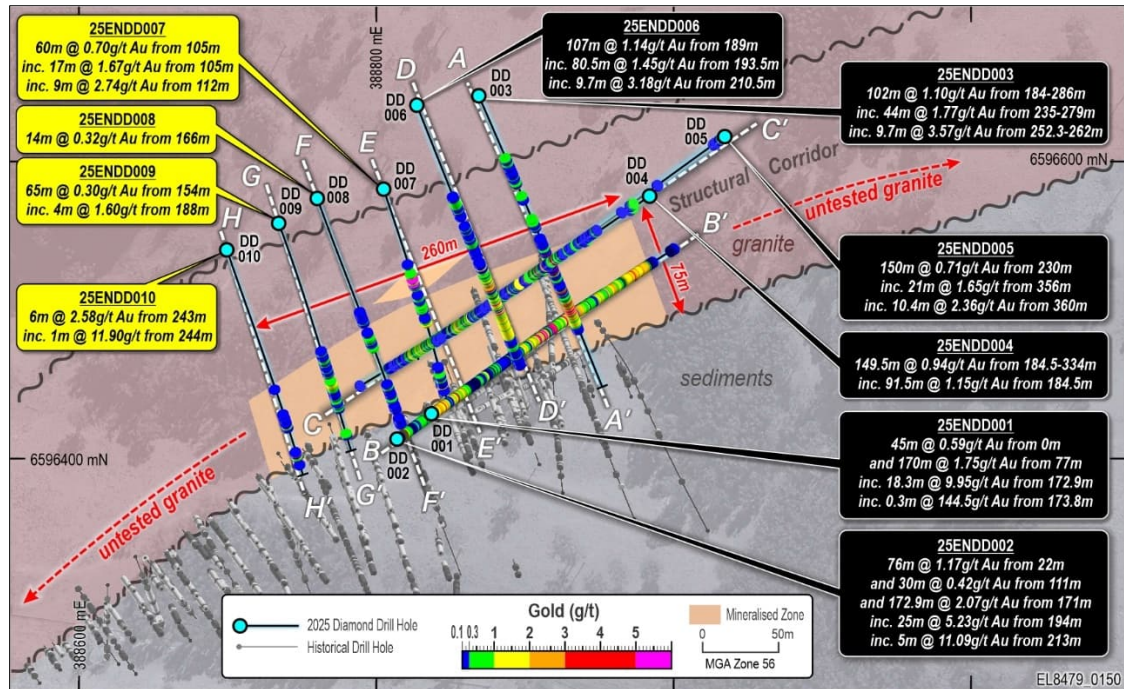 25ENDD007
60m @ 0.70g/t Au from 105m
inc. 17m @ 1.67g/t Au from 105m
inc. 9m @ 2.74g/t Au from 112m
25ENDD008
14m @ 0.32g/t Au from 166m
25ENDD009
65m @ 0.30g/t Au from 154m
inc. 4m @ 1.60g/t Au from 188m
25ENDD010
6m @ 2.58g/t Au from 243m
inc. 1m @ 11.90g/t Au from 244m
388800 mE
25ENDD006
107m @ 1.14g/t Au from 189m
inc. 80.5m @ 1.45g/t Au from 193.5m
inc. 9.7m @ 3.18g/t Au from 210.5m
25ENDD003
102m @ 1.10g/t Au from 184-286m
inc. 44m @ 1.77g/t Au from 235-279m
inc. 9.7m @ 3.57g/t Au from 252.3-262m
6596600 mN
25ENDD005
150m @ 0.71g/t Au from 230m
inc. 21m @ 1.65g/t Au from 356m
inc. 10.4m @ 2.36g/t Au from 360m
25ENDD004
149.5m @ 0.94g/t Au from 184.5-334m
inc. 91.5m @ 1.15g/t Au from 184.5m
25ENDD001
45m @ 0.59g/t Au from 0m
and 170m @ 1.75g/t Au from 77m
inc. 18.3m @ 9.95g/t Au from 172.9m
inc. 0.3m @ 144.5g/t Au from 173.8m
25ENDD002
76m @ 1.17g/t Au from 22m
and 30m @ 0.42g/t Au from 111m
and 172.9m @ 2.07g/t Au from 171m
inc. 25m @ 5.23g/t Au from 194m
inc. 5m @ 11.09g/t Au from 213m
D
A
DD
006
DD
003
E
DD
007
F
DD
008
G
DD
009
H
DD
-010
DD
005
C'
DD
004
Structural Corridor
B'
untested granite
granite
260m
75m
sediments
C
B
DD
001
DD
002
D'
A'
E'
F'
G'
H'
6596400 mN
untested granite
388600 mE
2025 Diamond Drill Hole
Historical Drill Hole
Gold (g/t)
0.1 0.3 1 2 3 4 5
Mineralised Zone
0 50m
MGA Zone 56
EL8479_0150